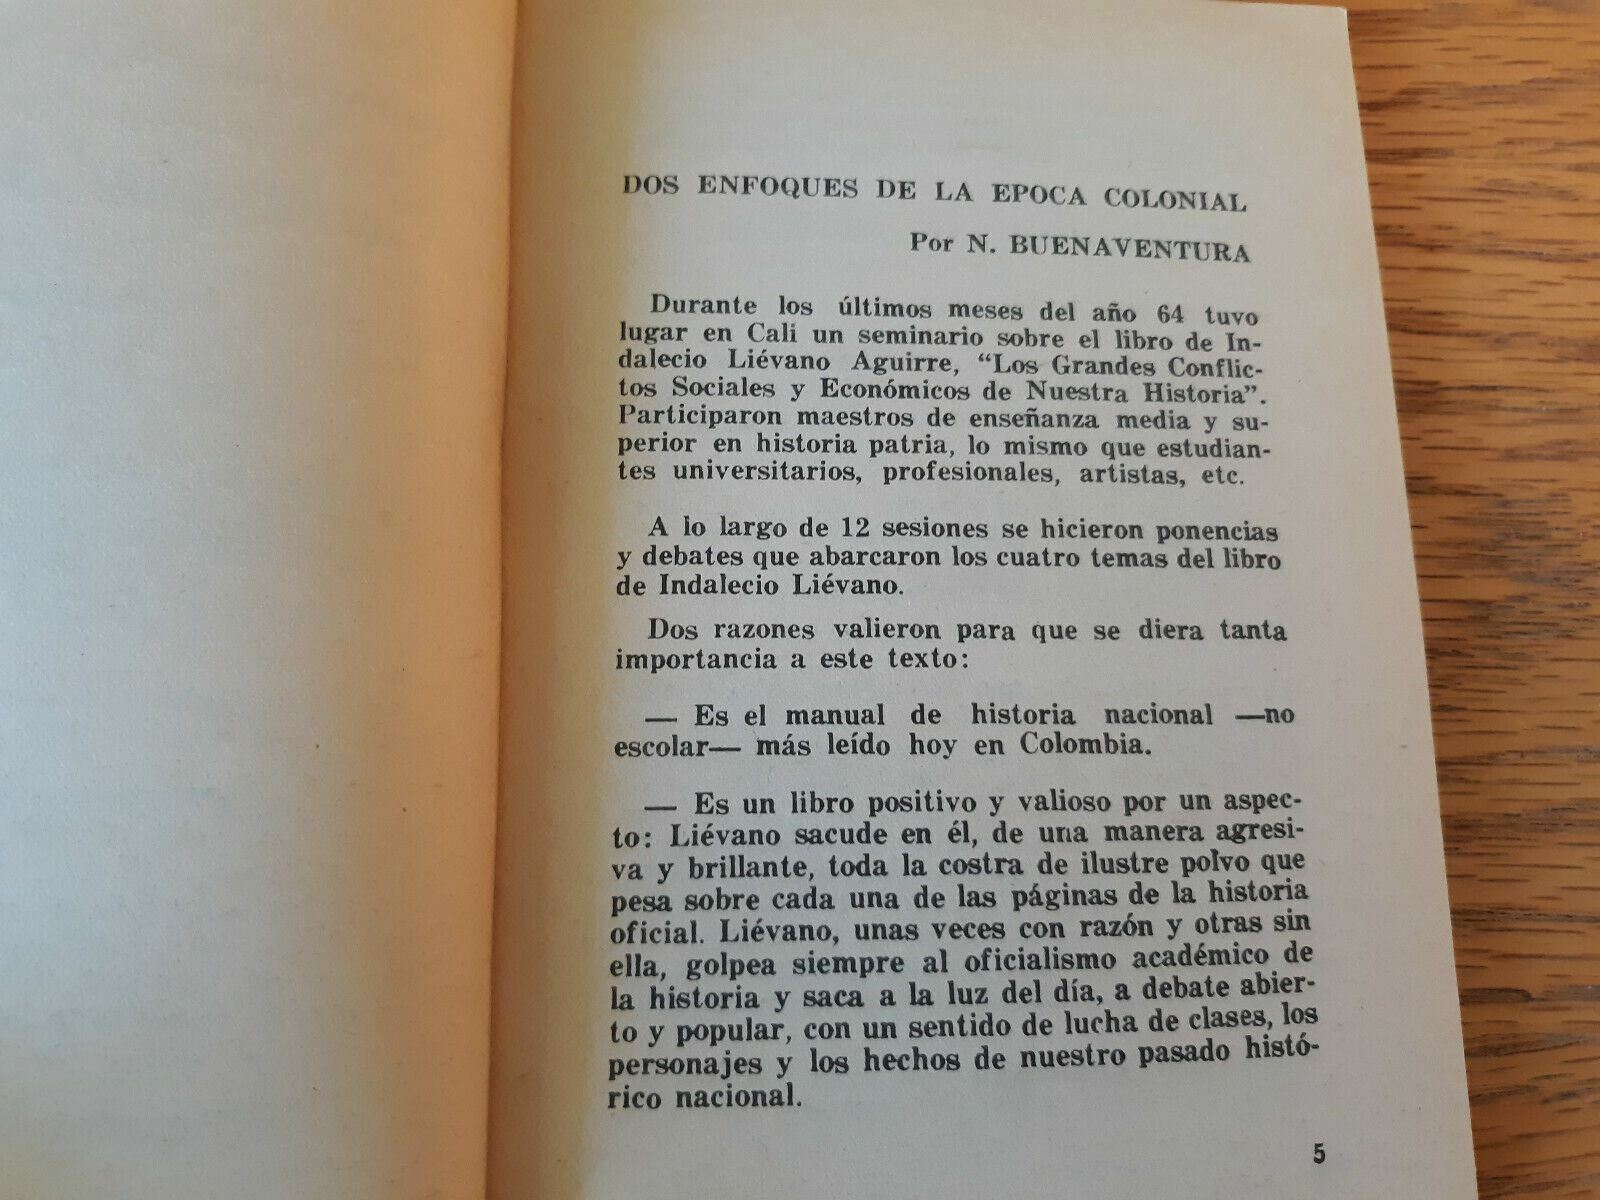 DOS ENFOQUES DE LA EPOCA COLONIAL
Por N. BUENAVENTURA
Durante los últimos meses del año 64 tuvo
lugar en Cali un seminario sobre el libro de In-
dalecio Liévano Aguirre, "Los Grandes Conflic-
tos Sociales y Económicos de Nuestra Historia".
Participaron maestros de enseñanza media y su-
perior en historia patria, lo mismo que estudian-
tes universitarios, profesionales, artistas, etc.
A lo largo de 12 sesiones se hicieron ponencias
y debates que abarcaron los cuatro temas del libro
de Indalecio Liévano.
Dos razones valieron para que se diera tanta
importancia a este texto:
— Es el manual de historia nacional —no
escolar— más leído hoy en Colombia.
— Es un libro positivo y valioso por un aspec-
to: Liévano sacude en él, de una manera agresi-
va y brillante, toda la costra de ilustre polvo que
pesa sobre cada una de las páginas de la historia
oficial. Liévano, unas veces con razón y otras sin
ella, golpea siempre al oficialismo académico de
la historia y saca a la luz del día, a debate abier-
to y popular, con un sentido de lucha de clases, los
personajes y los hechos de nuestro pasado histó-
rico nacional.
5